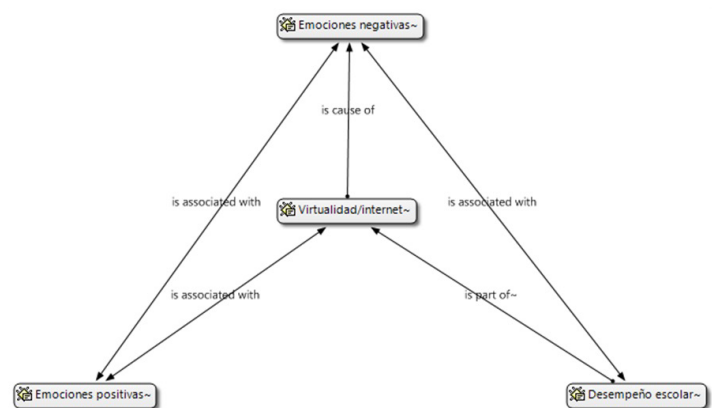 Emociones negativas~
is cause of
is associated with
is associated with
Virtualidad/internet~
is associated with
is part of~
Emociones positivas~
Desempeño escolar~